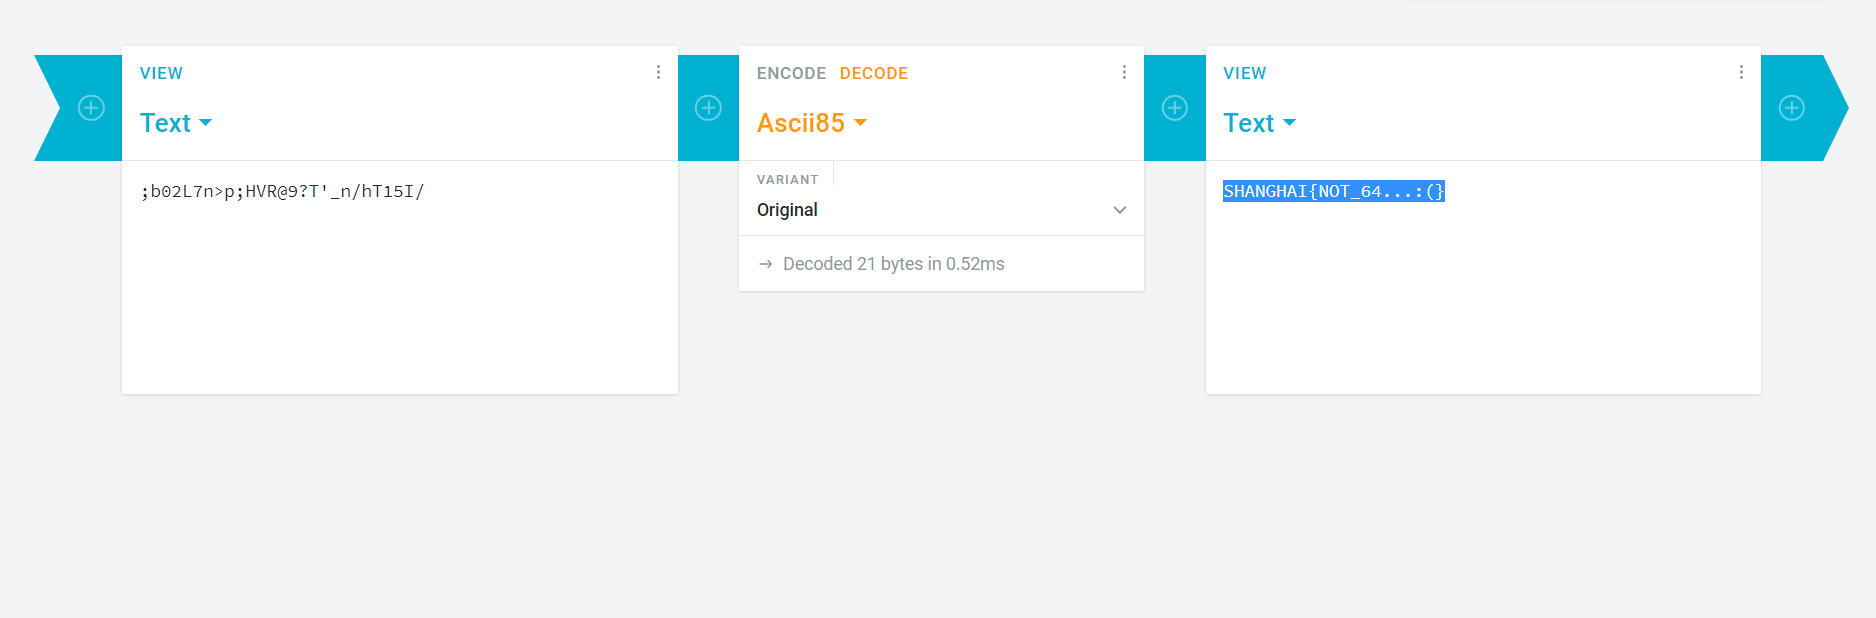 VIEW
Text
;b02L7n>p;HVR@9?T'_n/hT15I/
ENCODE DECODE
Ascii85
VARIANT
Original
→ Decoded 21 bytes in 0.52ms
VIEW
Text
SHANGHAI{NOT_64...:(}